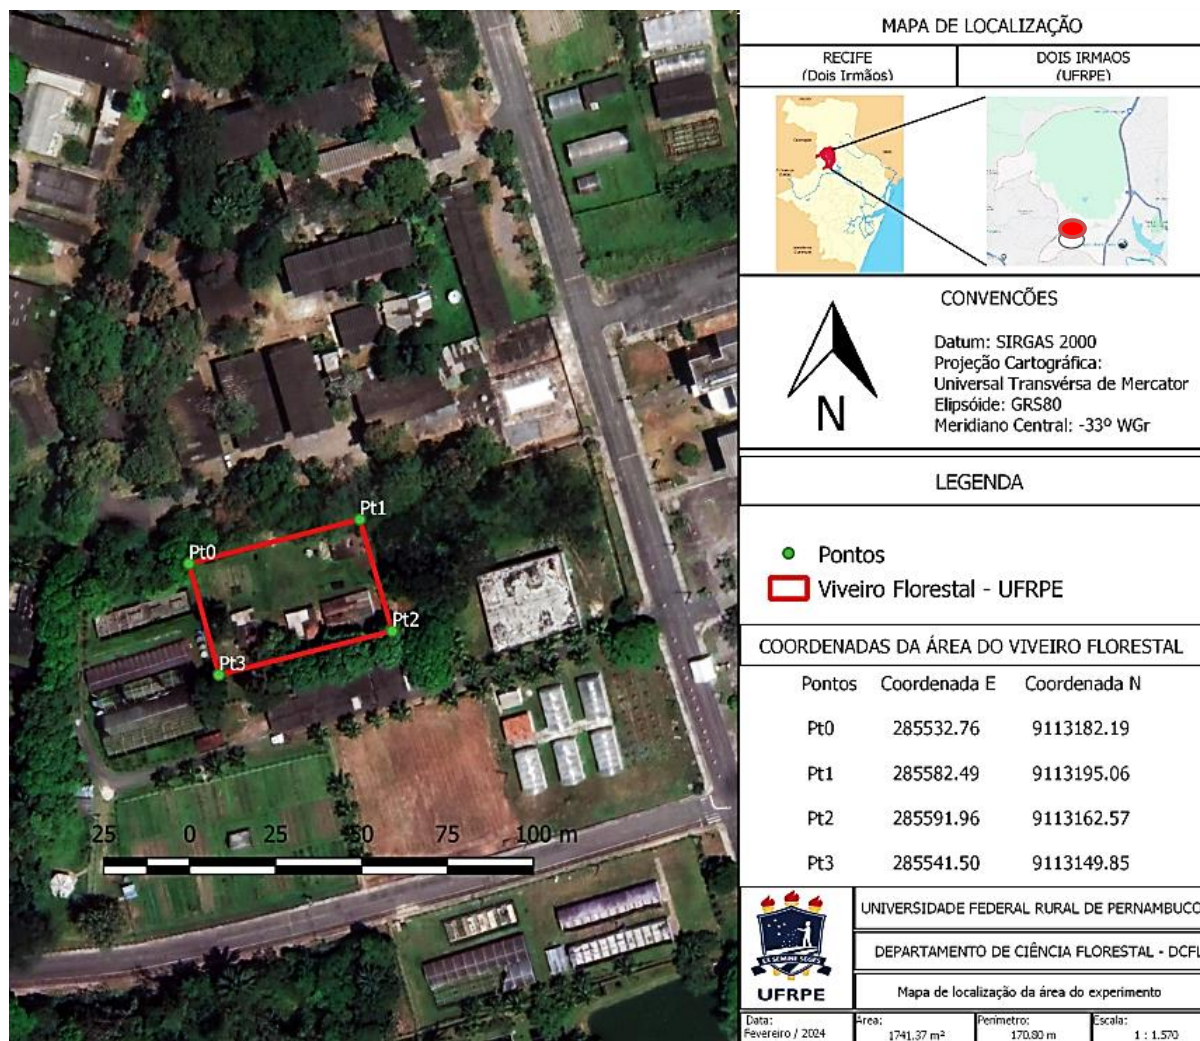 MAPA DE LOCALIZAÇÃO
RECIFE
(Dois Irmãos)
DOIS IRMAOS
(UFRPE)
CONVENCÕES
Datum: SIRGAS 2000
Projeção Cartográfica:
Universal Transvérsa de Mercator
Elipsóide: GRS80
Meridiano Central: -33º WGr
N
LEGENDA
Pontos
Viveiro Florestal - UFRPE
Pt1
Pt0
Pt2
Pt3
25 0 25 50 100 m
COORDENADAS DA ÁREA DO VIVEIRO FLORESTAL
Pontos Coordenada E Coordenada N
Pt0 285532.76 9113182.19
Pt1 285582.49 9113195.06
Pt2 285591.96 9113162.57
Pt3 285541.50 9113149.85
EX SEMINE SEGES
UFRPE
UNIVERSIDADE FEDERAL RURAL DE PERNAMBUCO
DEPARTAMENTO DE CIÊNCIA FLORESTAL - DCFL
Mapa de localização da área do experimento
Data:
Fevereiro / 2024
Área:
1741.37 m²
Perímetro:
170.80 m
Escala:
1 : 1.570